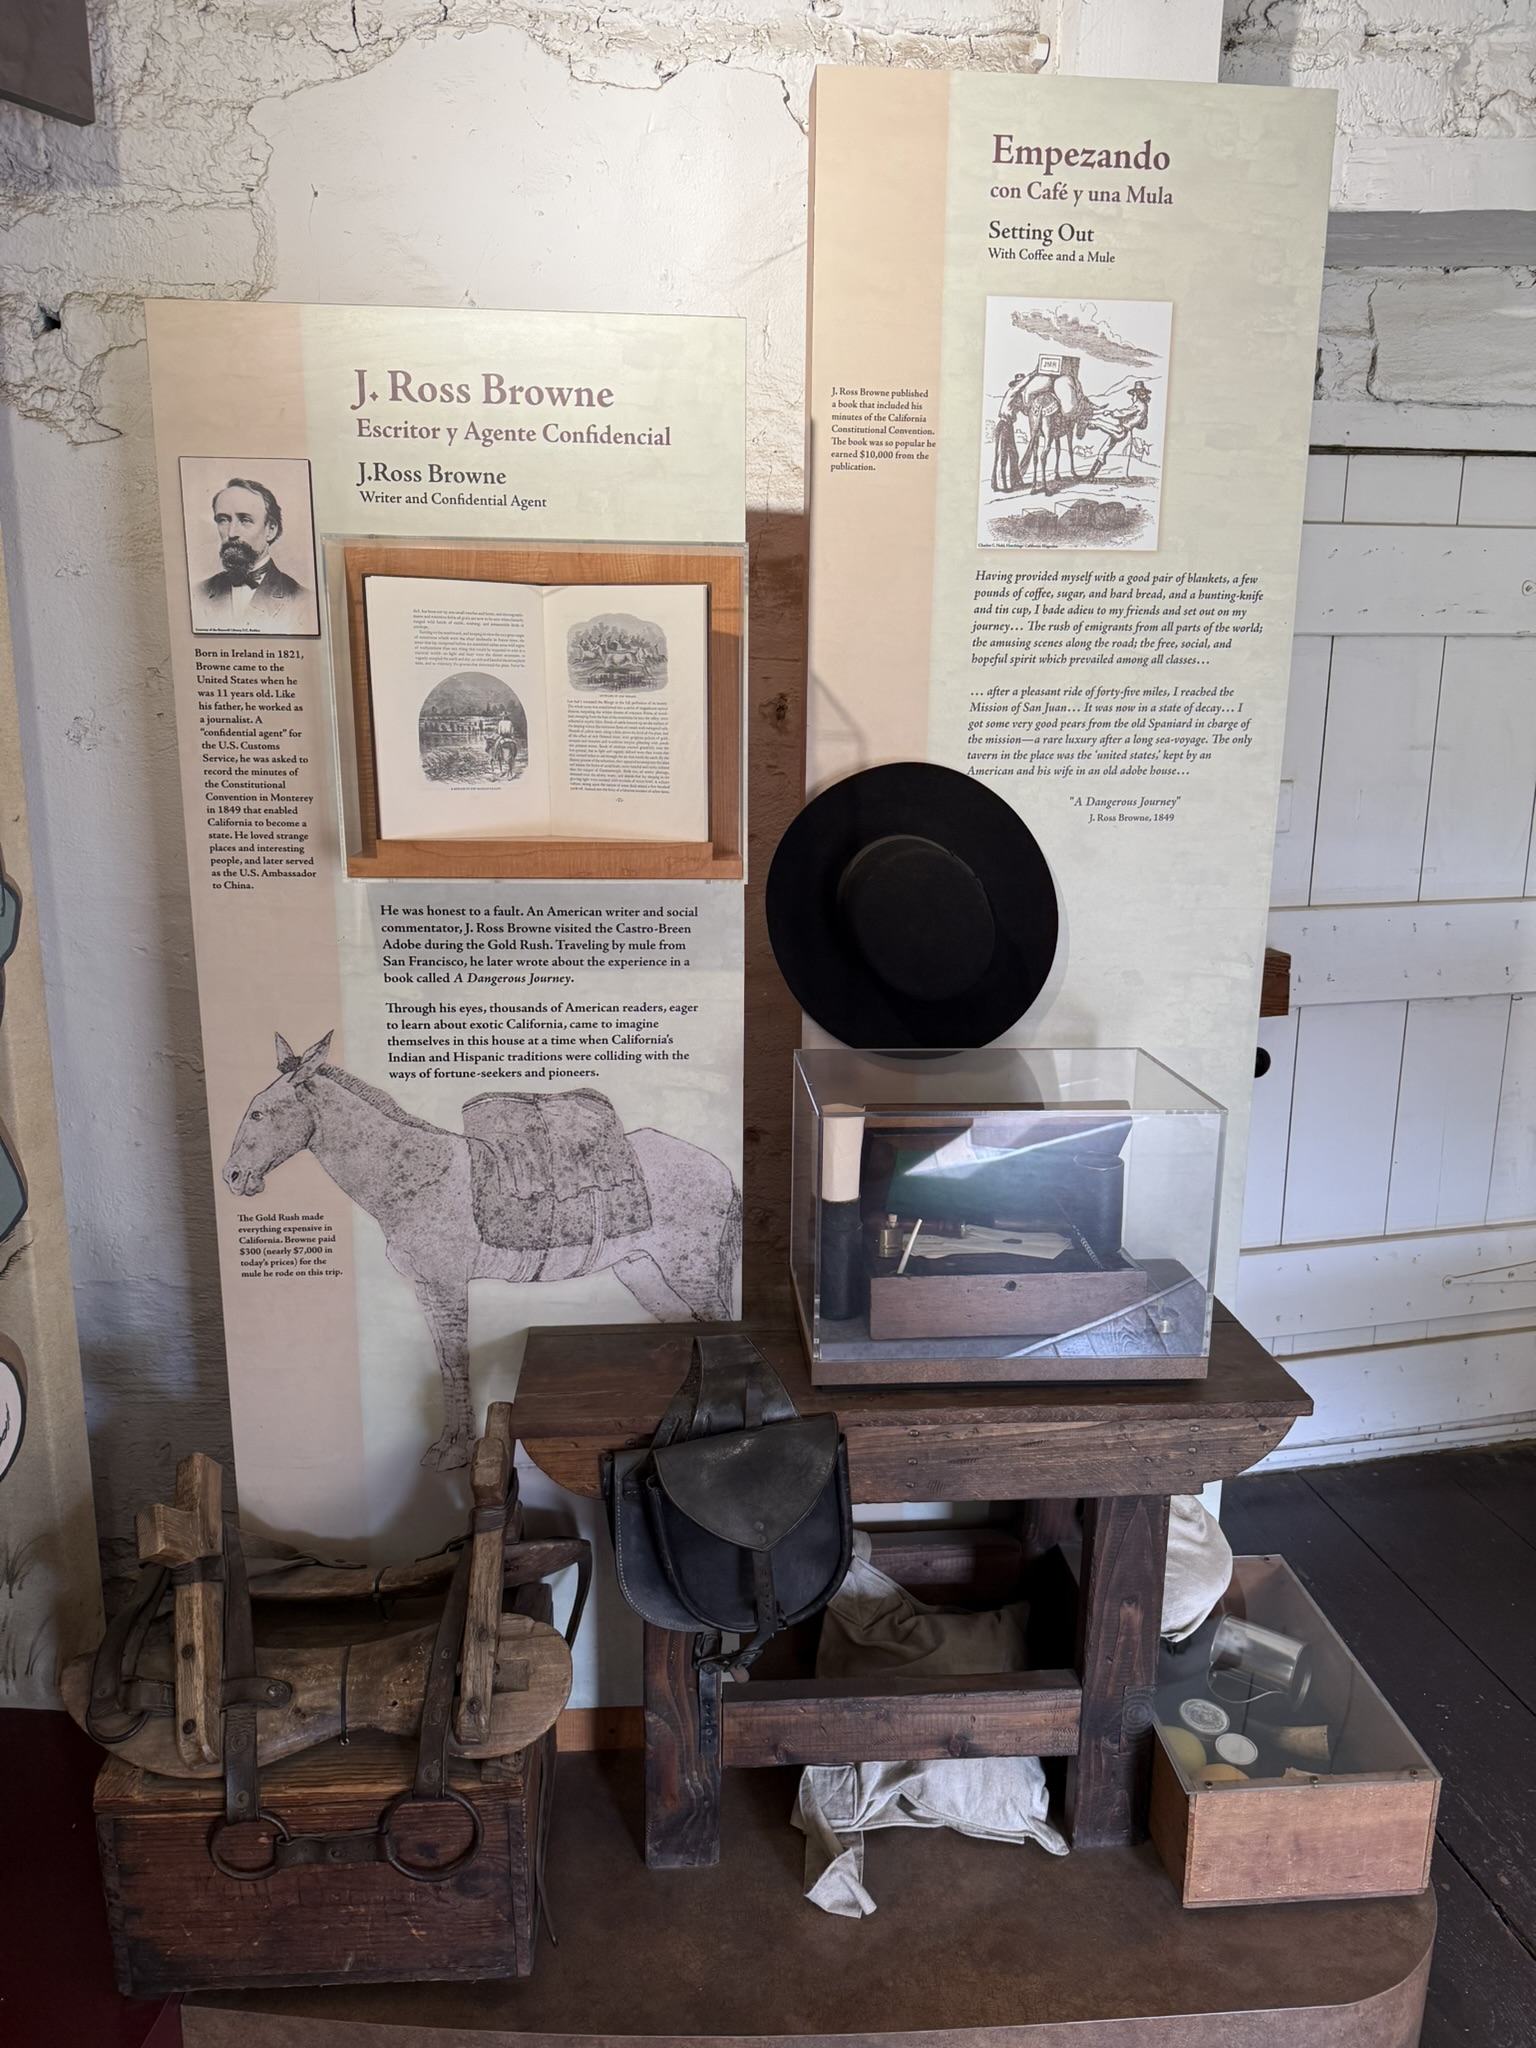 J. Ross Browne
Escritor y Agente Confidencial
J.Ross Browne
Writer and Confidential Agent
Born in Ireland in 1821,
Browne came to the
United States when he
was 11 years old. Like
his father, he worked as
a journalist. A
"confidential agent" for
the U.S. Customs
Service, he was asked to
record the minutes of
the Constitutional
Convention in Monterey
in 1849 that enabled
California to become a
state. He loved strange
places and interesting
people, and later served
as the U.S. Ambassador
to China.
He was honest to a fault. An American writer and social
commentator, J. Ross Browne visited the Castro-Breen
Adobe during the Gold Rush. Traveling by mule from
San Francisco, he later wrote about the experience in a
book called A Dangerous Journey.
Through his eyes, thousands of American readers, eager
to learn about exotic California, came to imagine
themselves in this house at a time when California's
Indian and Hispanic traditions were colliding with the
ways of fortune-seekers and pioneers.
The Gold Rush made
everything expensive in
California. Browne paid
$300 (nearly $7,000 in
today's prices) for the
mule he rode on this trip.
Empezando
con Café y una Mula
Setting Out
With Coffee and a Mule
J. Ross Browne published
a book that included his
minutes of the California
Constitutional Convention.
The book was so popular he
earned $10,000 from the
publication.
Having provided myself with a good pair of blankets, a few
pounds of coffee, sugar, and hard bread, and a hunting-knife
and tin cup, I bade adieu to my friends and set out on my
journey... The rush of emigrants from all parts of the world;
the amusing scenes along the road; the free, social, and
hopeful spirit which prevailed among all classes...
... after a pleasant ride of forty-five miles, I reached the
Mission of San Juan... It was now in a state of decay... I
got some very good pears from the old Spaniard in charge of
the mission—a rare luxury after a long sea-voyage. The only
tavern in the place was the 'united states,' kept by an
American and his wife in an old adobe house...
"A Dangerous Journey"
J. Ross Browne, 1849